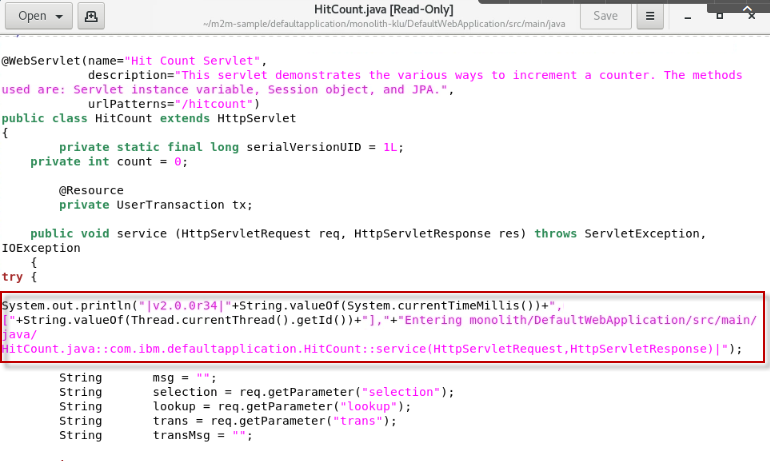 Open
HitCount.java [Read-Only]
~/m2m-sample/defaultapplication/monolith-klu/DefaultWebApplication/src/main/java
Save
@WebServlet(name="Hit Count Servlet",
description="This servlet demonstrates the various ways to increment a counter. The methods
used are: Servlet instance variable, Session object, and JPA.",
urlPatterns="/hitcount")
public class HitCount extends HttpServlet
{
private static final long serialVersionUID = 1L;
private int count = 0;
@Resource
private UserTransaction tx;
public void service (HttpServletRequest req, HttpServletResponse res) throws ServletException,
IOException
{
try {
System.out.println("|v2.0.0r34|"+String.valueOf(System.currentTimeMillis())+",
["+String.valueOf(Thread.currentThread().getId())+"],"+"Entering monolith/DefaultWebApplication/src/main/
java/
HitCount.java::com.ibm.defaultapplication.HitCount::service(HttpServletRequest,HttpServletResponse)|");
String msg = "";
String selection = req.getParameter("selection");
String lookup = req.getParameter("lookup");
String trans = req.getParameter("trans");
String transMsg = "";